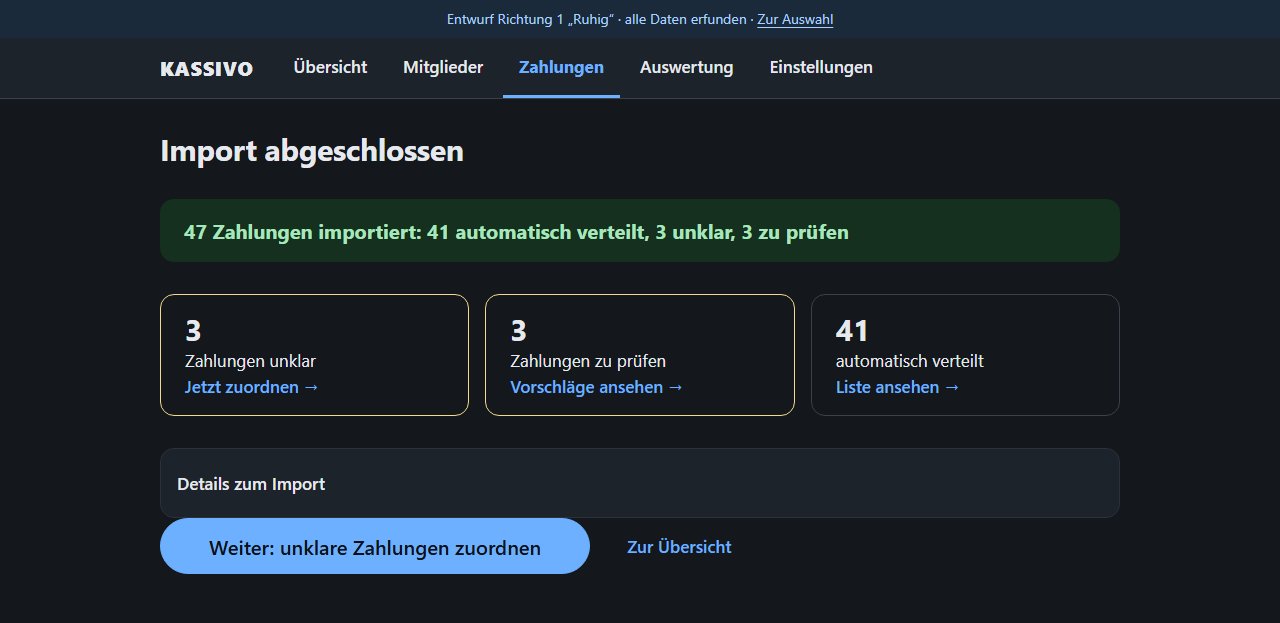 Entwurf Richtung 1 „Ruhig“ · alle Daten erfunden · Zur Auswahl
KASSIVO Übersicht Mitglieder Zahlungen Auswertung Einstellungen
Import abgeschlossen
47 Zahlungen importiert: 41 automatisch verteilt, 3 unklar, 3 zu prüfen
3
Zahlungen unklar
Jetzt zuordnen →
3
Zahlungen zu prüfen
Vorschläge ansehen →
41
automatisch verteilt
Liste ansehen →
Details zum Import
Weiter: unklare Zahlungen zuordnen
Zur Übersicht